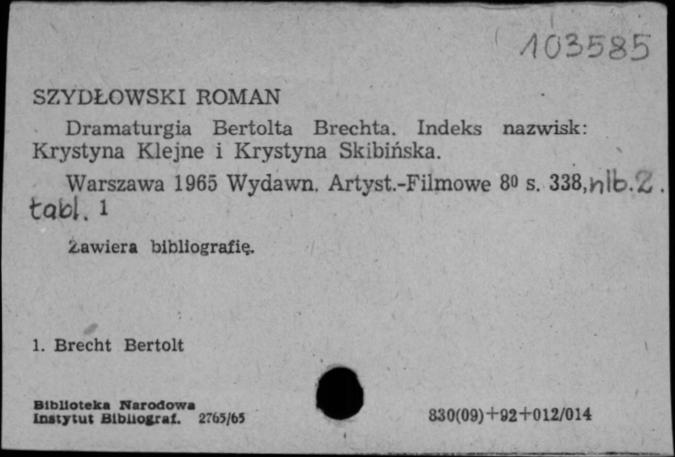 103585
SZYDŁOWSKI ROMAN
Dramaturgia Bertolta Brechta. Indeks nazwisk:
Krystyna Klejne i Krystyna Skibińska.
Warszawa 1965 Wydawn. Artyst.-Filmowe 8⁰ s. 338, nlb. 2.
tabl. 1
Zawiera bibliografię.
1. Brecht Bertolt
Biblioteka Narodowa
Instytut Bibliograf. 2765/65
830(09)+92+012/014